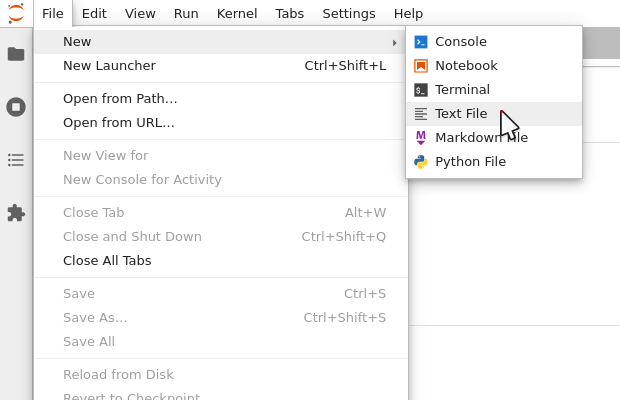 File Edit View Run Kernel Tabs Settings Help
New
New Launcher Ctrl+Shift+L
Open from Path…
Open from URL…
New View for
New Console for Activity
Close Tab Alt+W
Close and Shut Down Ctrl+Shift+Q
Close All Tabs
Save Ctrl+S
Save As… Ctrl+Shift+S
Save All
Reload from Disk
Revert to Checkpoint
Console
Notebook
Terminal
Text File
Markdown File
Python File